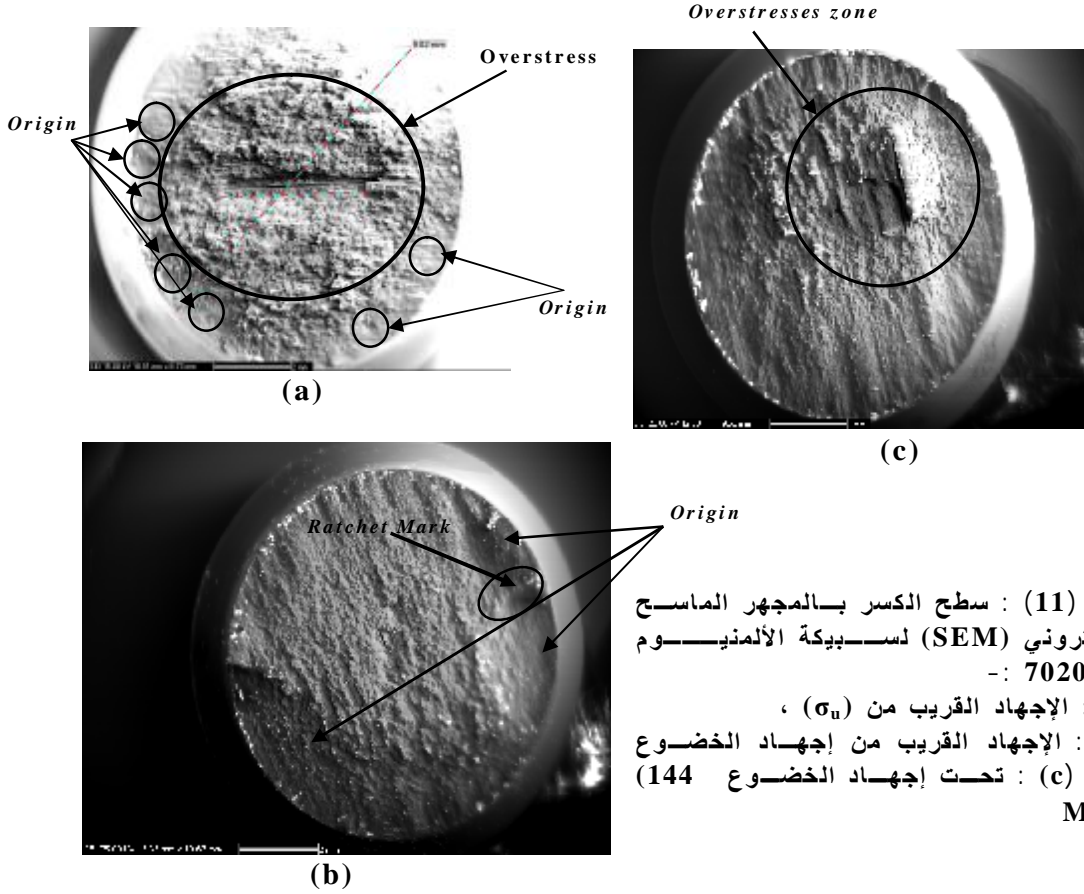 Overstresses zone
Overstress
Origin
Origin
(a)
(c)
Ratchet Mark
Origin
(11) : سطح الكسر بالمجهر الماسح
(SEM) لسبيكة الألمنيوم
7020 :-
: الإجهاد القريب من (σu) ،
: الإجهاد القريب من إجهاد الخضوع
(c) : تحت إجهاد الخضوع 144)
M
(b)